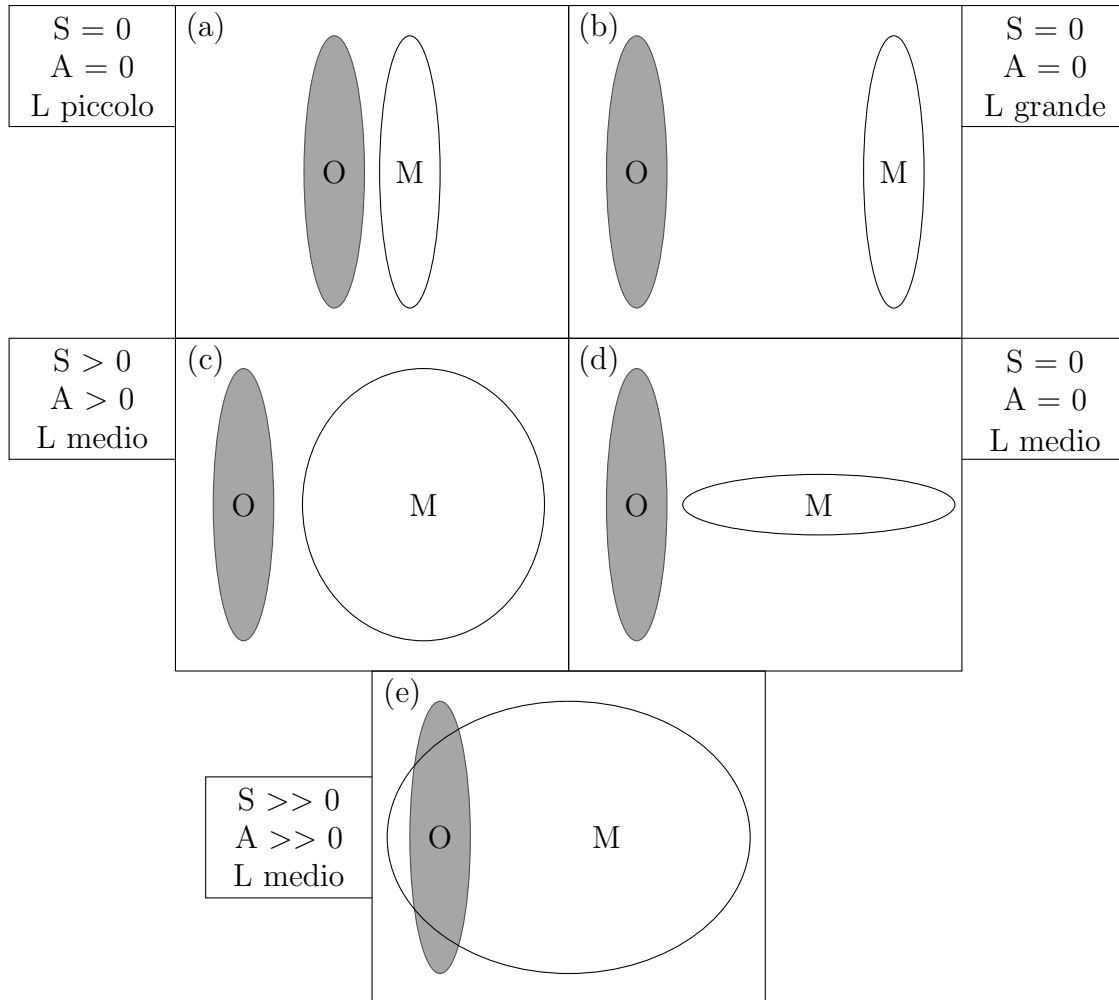 S = 0
A = 0
L piccolo
(a)
O
M
(b)
O
M
S = 0
A = 0
L grande
S > 0
A > 0
L medio
(c)
O
M
(d)
O
M
S = 0
A = 0
L medio
(e)
S >> 0
A >> 0
L medio
O
M